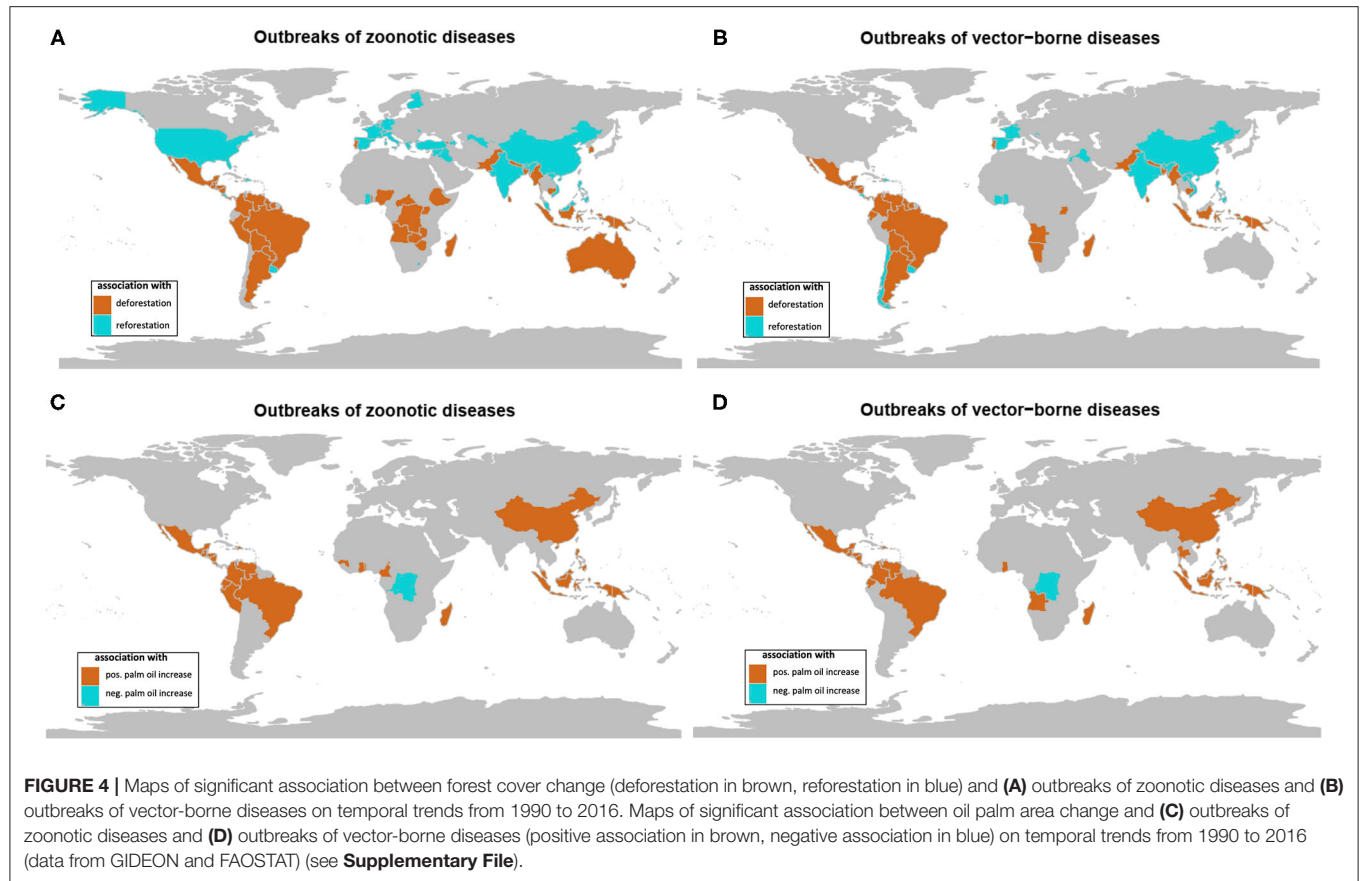 A
Outbreaks of zoonotic diseases
association with
deforestation
reforestation
B
Outbreaks of vector−borne diseases
association with
deforestation
reforestation
C
Outbreaks of zoonotic diseases
association with
pos. palm oil increase
neg. palm oil increase
D
Outbreaks of vector−borne diseases
association with
pos. palm oil increase
neg. palm oil increase
FIGURE 4 | Maps of significant association between forest cover change (deforestation in brown, reforestation in blue) and (A) outbreaks of zoonotic diseases and (B)
outbreaks of vector-borne diseases on temporal trends from 1990 to 2016. Maps of significant association between oil palm area change and (C) outbreaks of
zoonotic diseases and (D) outbreaks of vector-borne diseases (positive association in brown, negative association in blue) on temporal trends from 1990 to 2016
(data from GIDEON and FAOSTAT) (see Supplementary File).